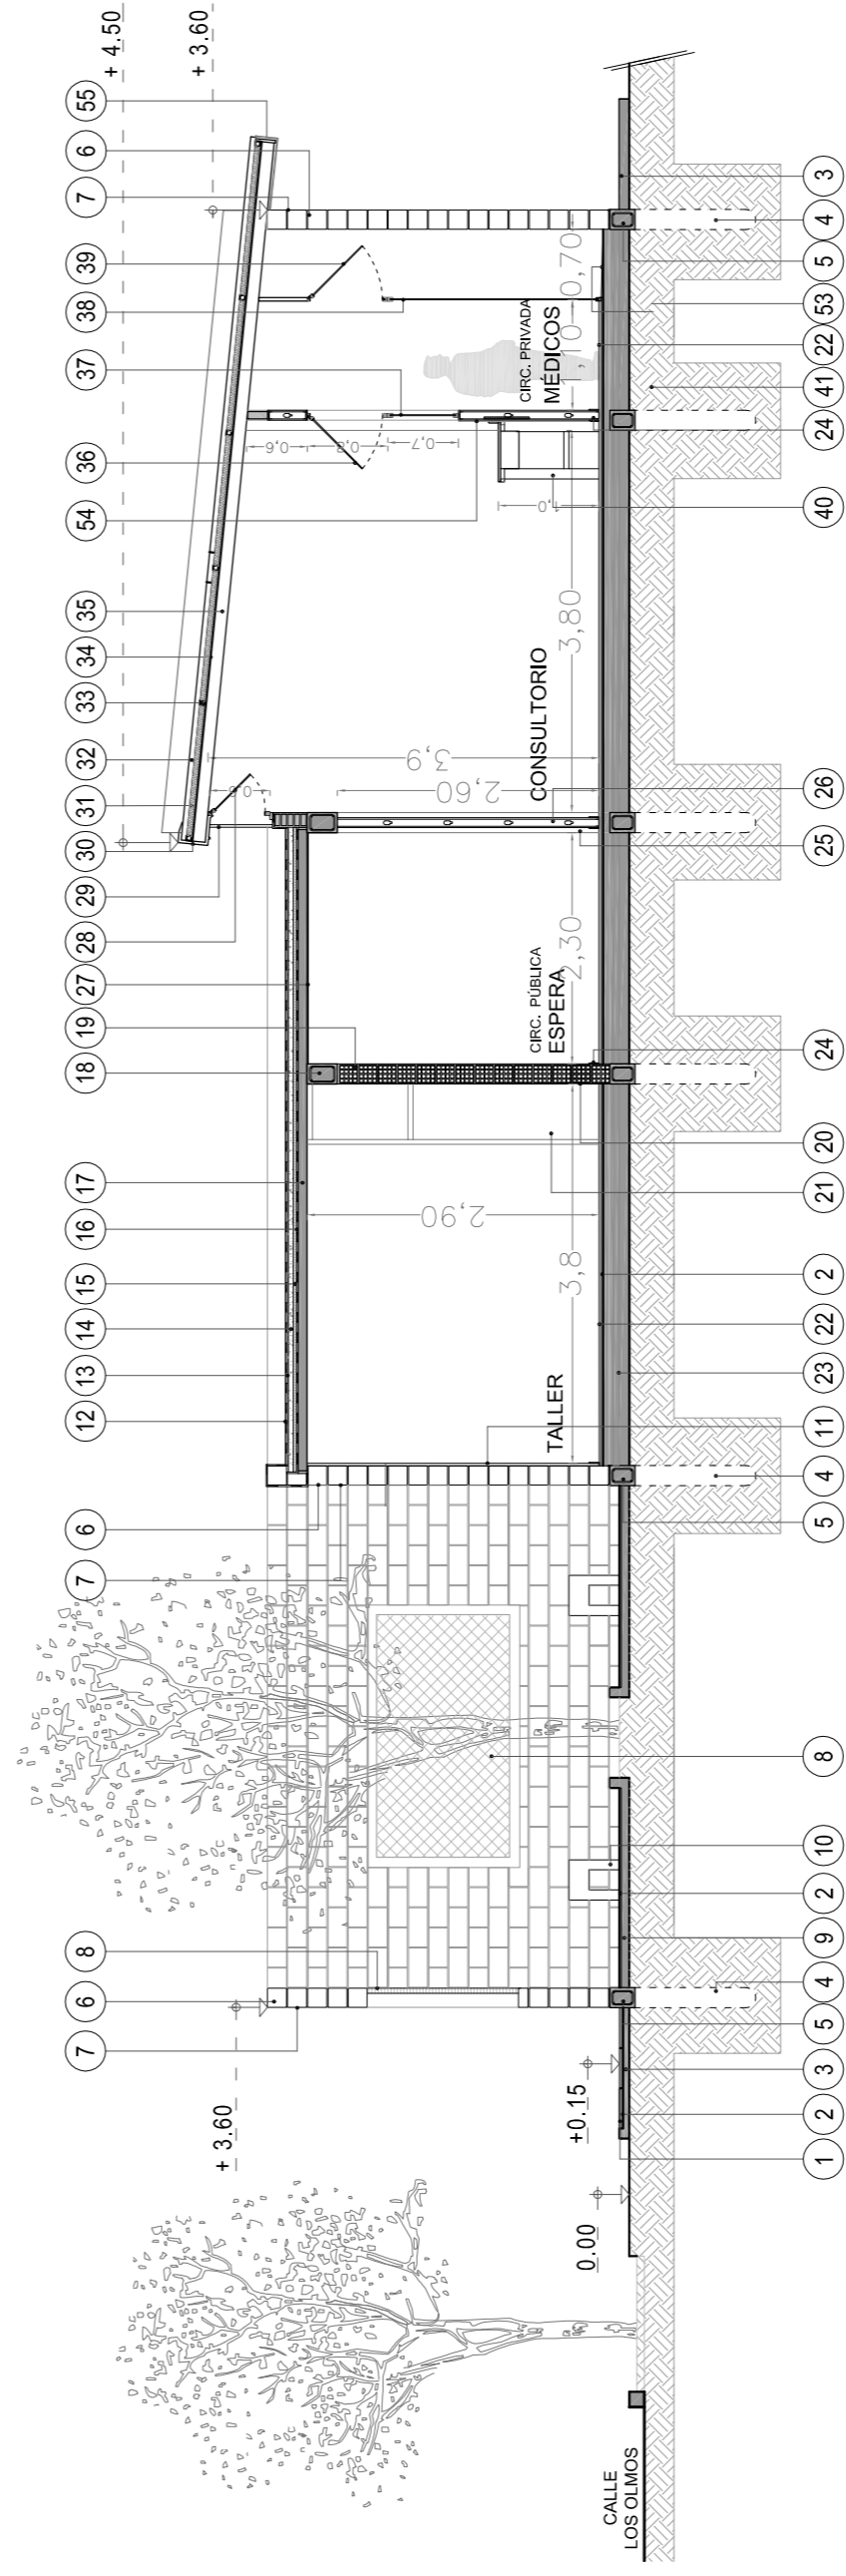 7 6 8 7 6 12 13 14 15 16 17 18 19 27 28 29 30 31 32 33 34 35 54 36 37 38 39 7 6 55
+ 4.50
+ 3.60
+ 3.60
0,6
0,6
0,7
3,9
2,60
2,90
1,0
CIRC. PÚBLICA
ESPERA
CIRC. PRIVADA
MÉDICOS
TALLER
CONSULTORIO
3,8
2,30
3,80
0,70
+0.15
0.00
CALLE
LOS OLMOS
1 2 3 5 4 9 2 10 8 5 4 11 23 22 2 21 20 24 25 26 40 24 41 22 53 5 4 3